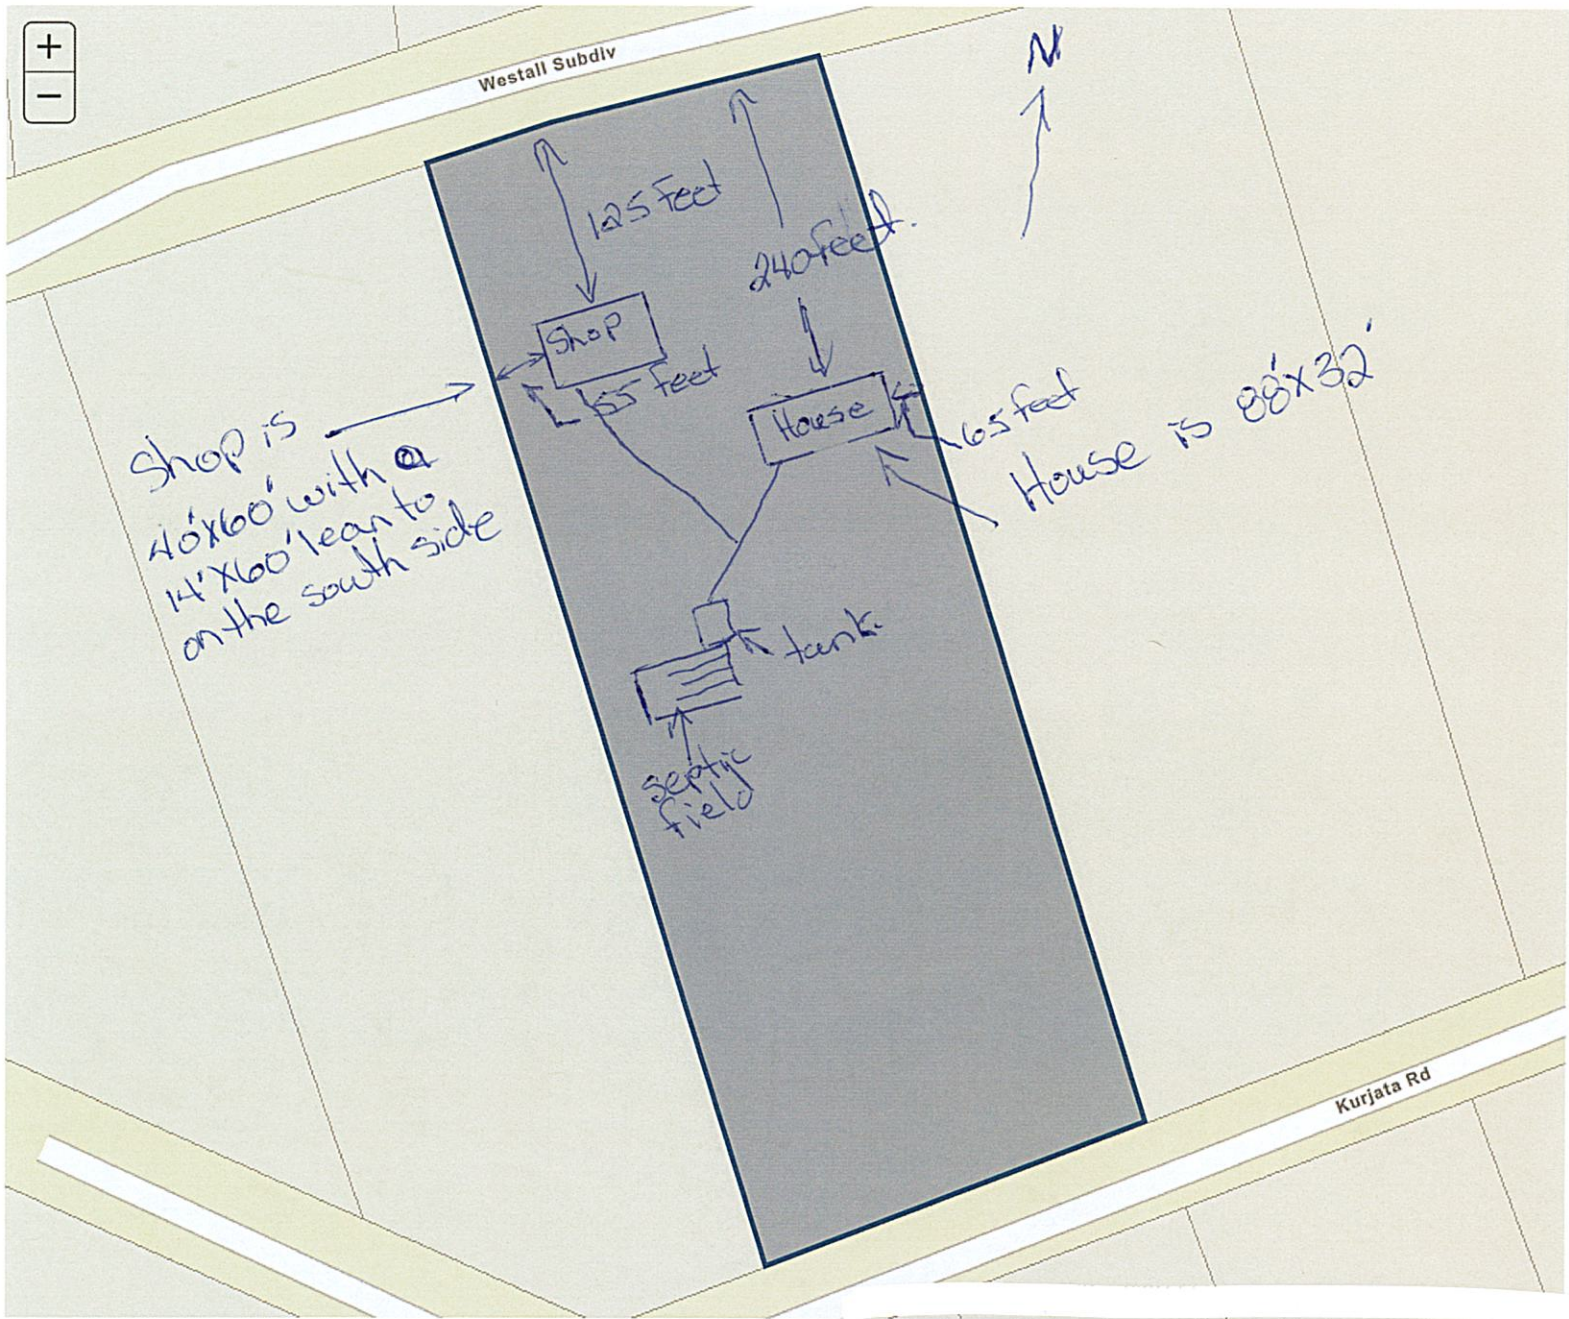 +
−
Westall Subdiv
N
125 Feet
240 feet.
Shop
55 feet
House
65 feet
House is 88'x32'
Shop is
40'x60' with a
14'x60' lean to
on the south side
tank
septic
field
Kurjata Rd